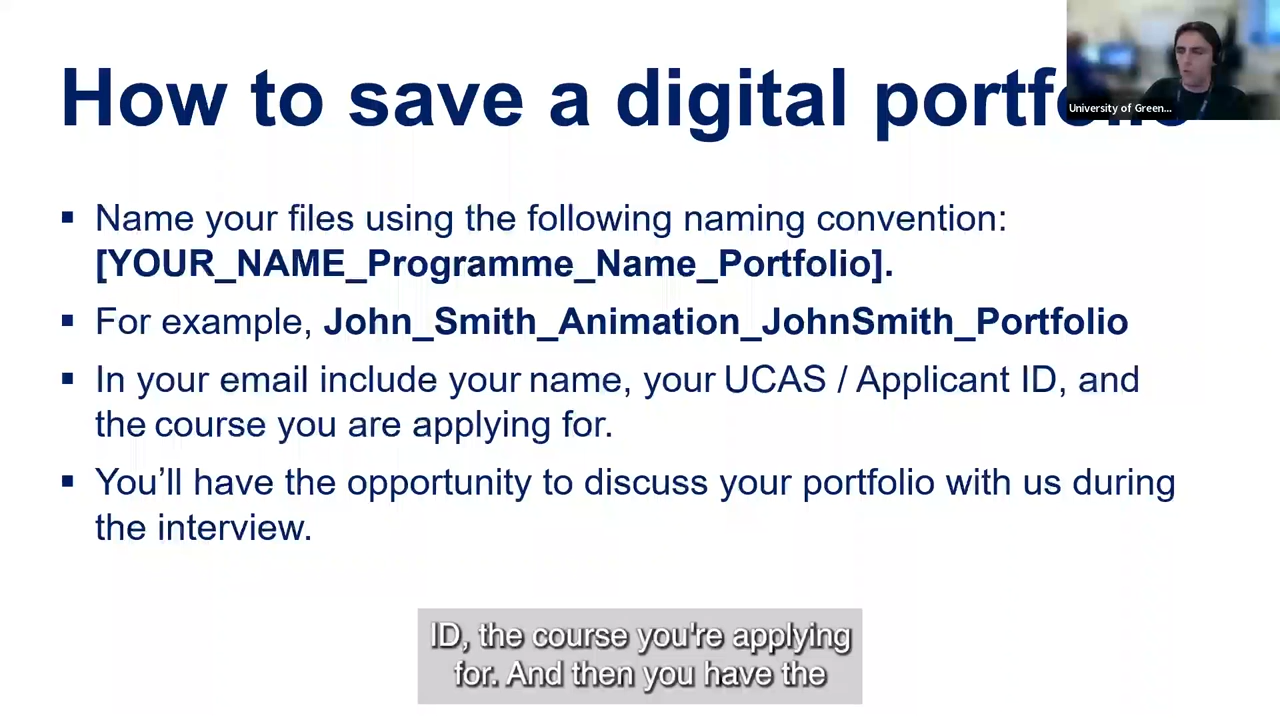 How to save a digital portfolio
University of Green...
▪ Name your files using the following naming convention:
[YOUR_NAME_Programme_Name_Portfolio].
▪ For example, John_Smith_Animation_JohnSmith_Portfolio
▪ In your email include your name, your UCAS / Applicant ID, and
the course you are applying for.
▪ You’ll have the opportunity to discuss your portfolio with us during
the interview.
ID, the course you're applying
for. And then you have the